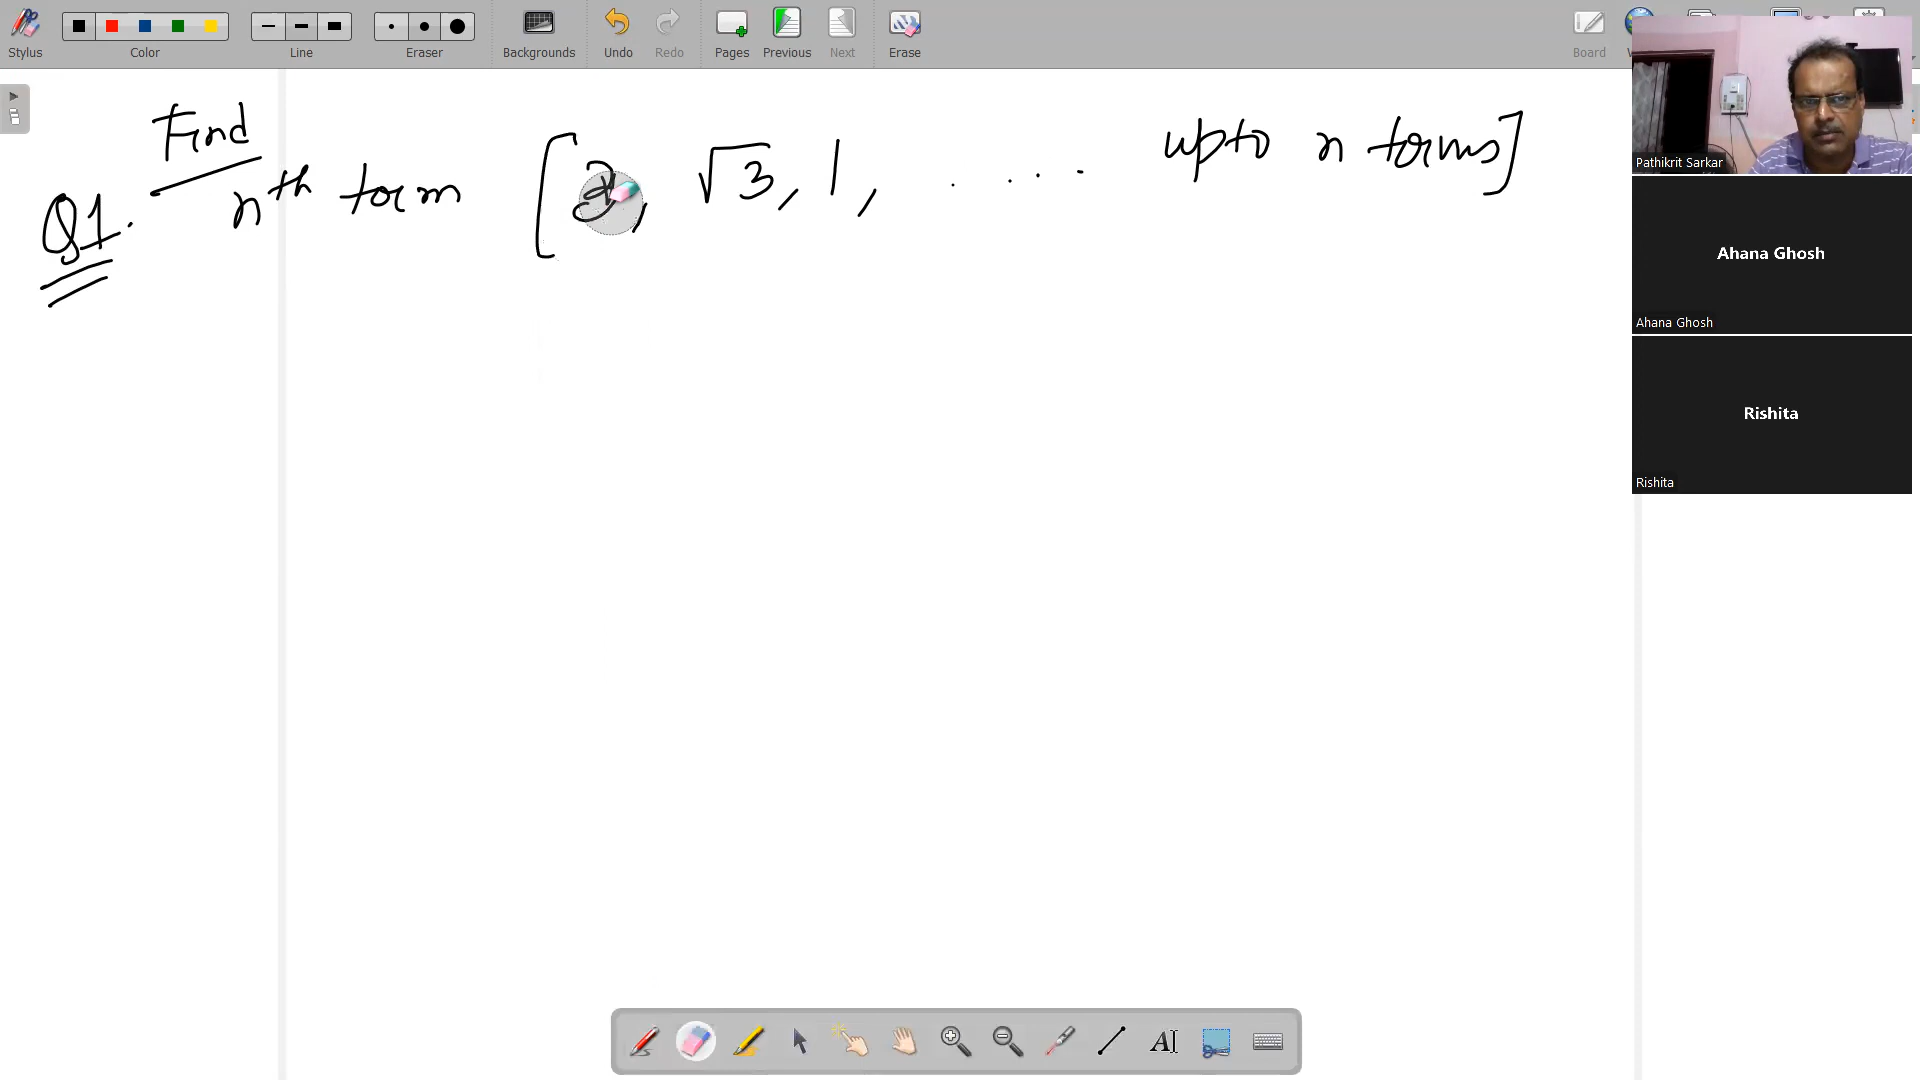 Stylus Color Line Eraser Backgrounds Undo Redo Pages Previous Next Erase Board
Pathikrit Sarkar
Find
Q1. nth term [2, √3, 1, . . . . upto n terms]
Ahana Ghosh
Ahana Ghosh
Rishita
Rishita